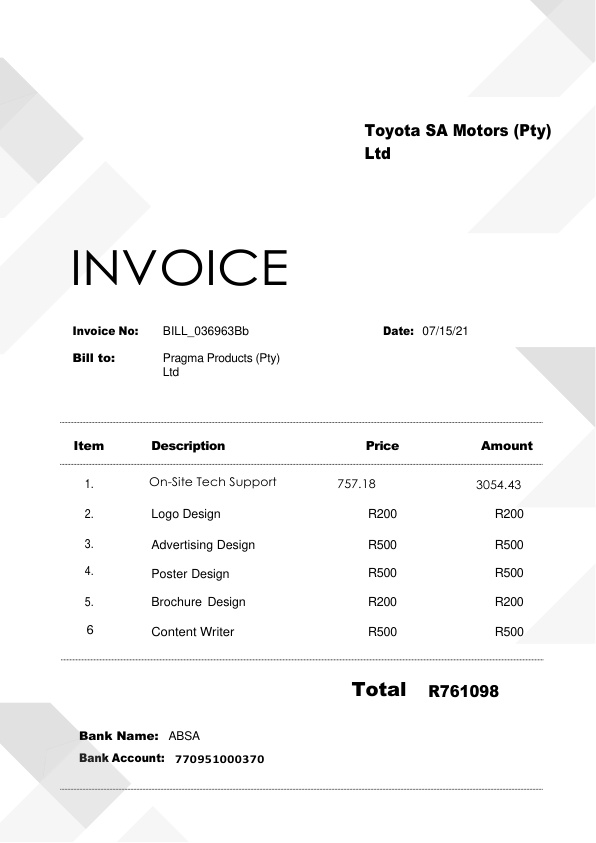 Toyota SA Motors (Pty)
Ltd
INVOICE
Invoice No: BILL_036963Bb Date: 07/15/21
Bill to: Pragma Products (Pty)
Ltd
Item Description Price Amount
1. On-Site Tech Support 757.18 3054.43
2. Logo Design R200 R200
3. Advertising Design R500 R500
4. Poster Design R500 R500
5. Brochure Design R200 R200
6 Content Writer R500 R500
Total R761098
Bank Name: ABSA
Bank Account: 770951000370